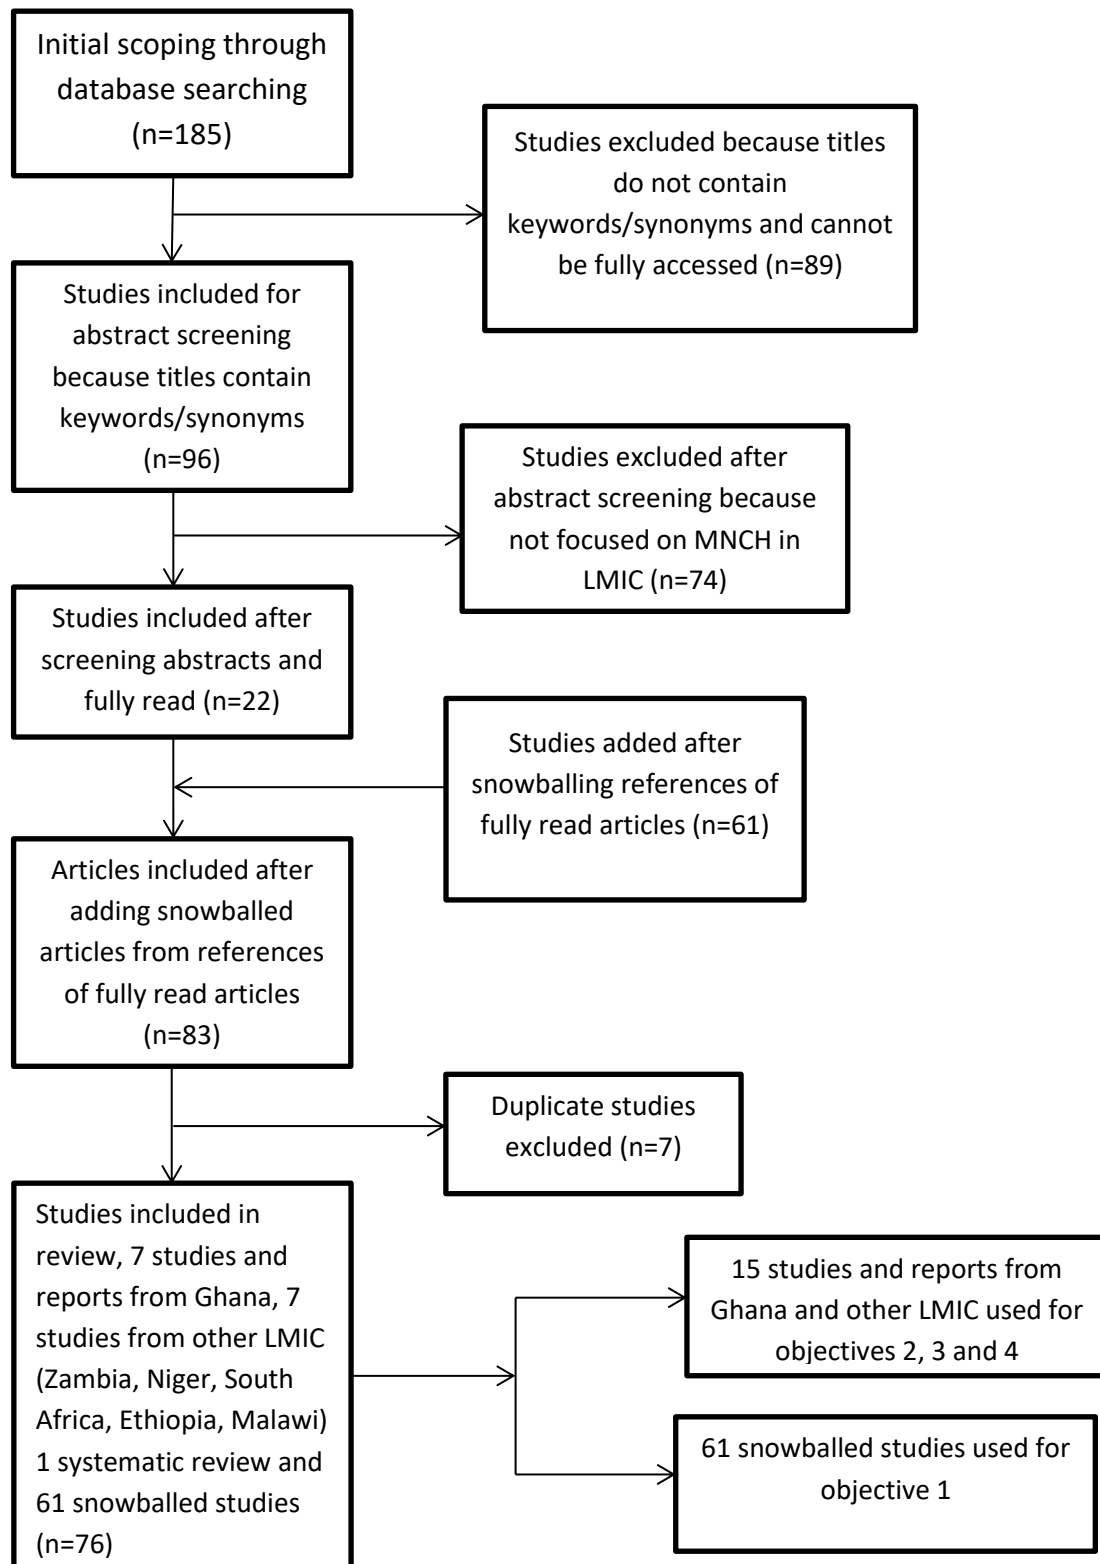 Initial scoping through
database searching
(n=185)
Studies excluded because titles
do not contain
keywords/synonyms and cannot
be fully accessed (n=89)
Studies included for
abstract screening
because titles contain
keywords/synonyms
(n=96)
Studies excluded after
abstract screening because
not focused on MNCH in
LMIC (n=74)
Studies included after
screening abstracts and
fully read (n=22)
Studies added after
snowballing references of
fully read articles (n=61)
Articles included after
adding snowballed
articles from references
of fully read articles
(n=83)
Duplicate studies
excluded (n=7)
Studies included in
review, 7 studies and
reports from Ghana, 7
studies from other LMIC
(Zambia, Niger, South
Africa, Ethiopia, Malawi)
1 systematic review and
61 snowballed studies
(n=76)
15 studies and reports from
Ghana and other LMIC used for
objectives 2, 3 and 4
61 snowballed studies used for
objective 1